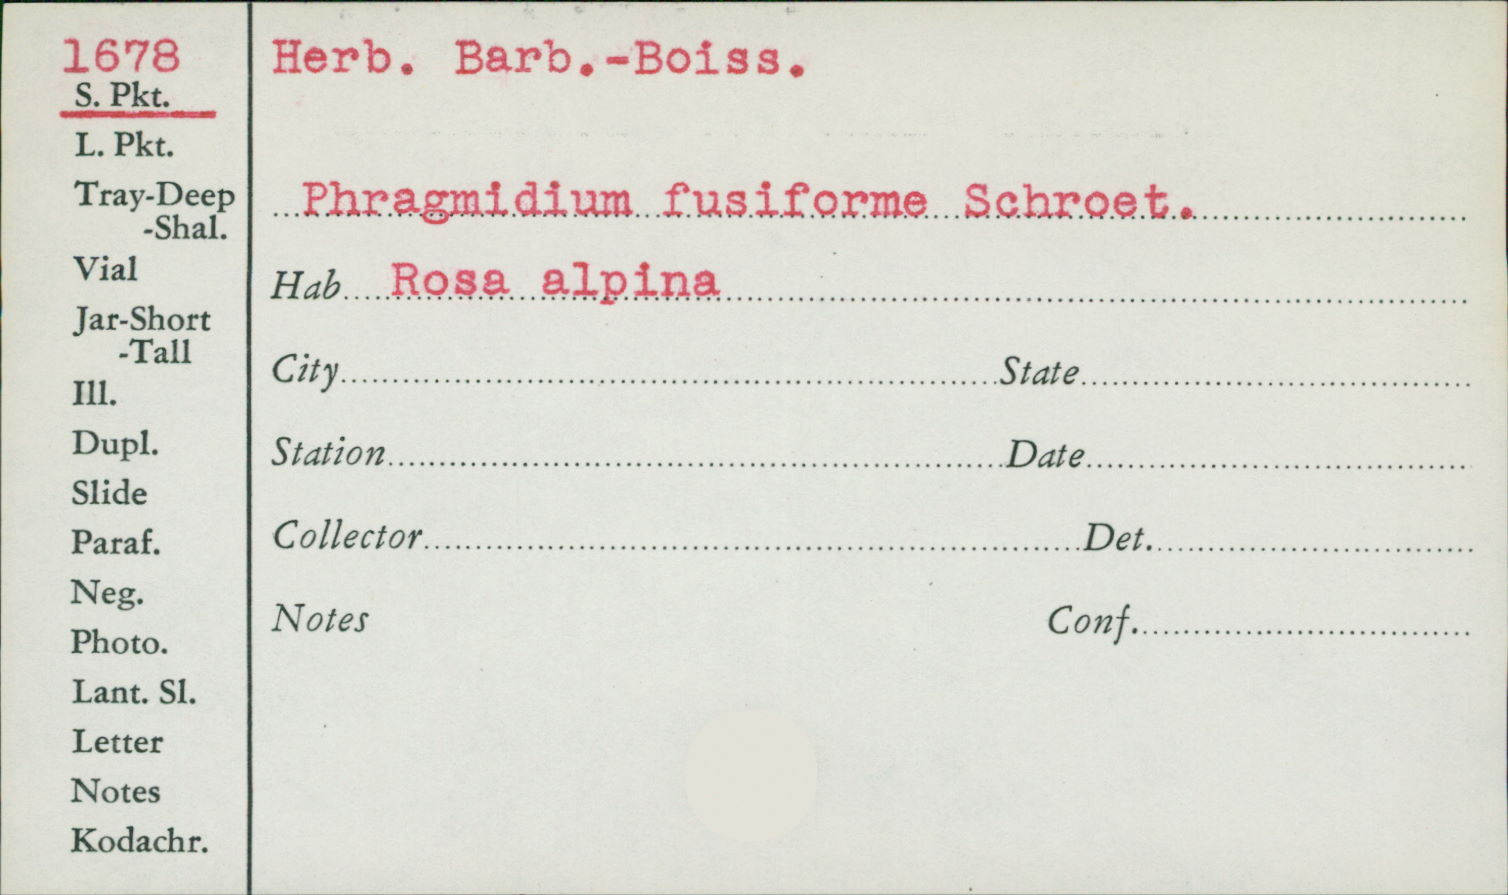 1678
S. Pkt.
L. Pkt.
Tray-Deep
-Shal.
Vial
Jar-Short
-Tall
Ill.
Dupl.
Slide
Paraf.
Neg.
Photo.
Lant. Sl.
Letter
Notes
Kodachr.
Herb. Barb.-Boiss.
Phragmidium fusiforme Schroet.
Hab Rosa alpina
City State
Station Date
Collector Det.
Notes Conf.